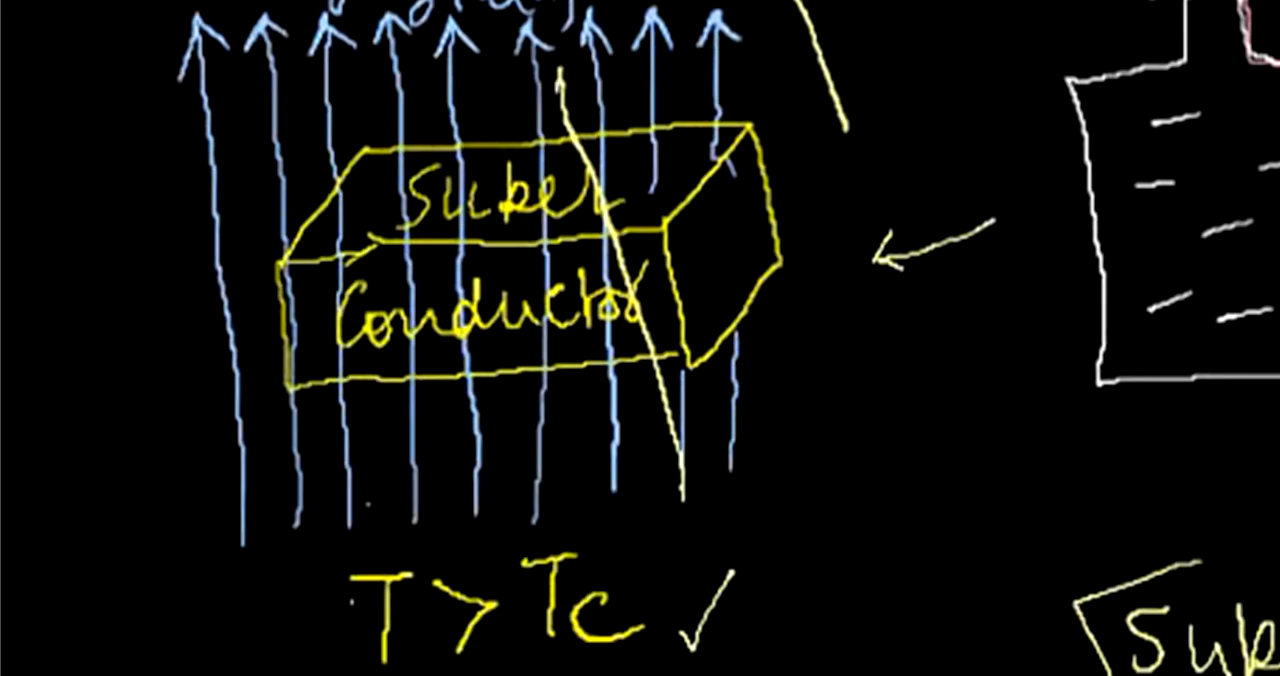 Super
Conductor
T > Tc ✓
Sup